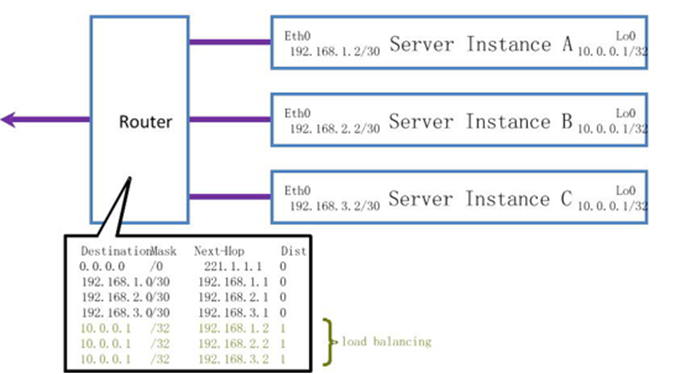 Eth0 Lo0
192.168.1.2/30 Server Instance A 10.0.0.1/32
Eth0 Lo0
192.168.2.2/30 Server Instance B 10.0.0.1/32
Router
Eth0 Lo0
192.168.3.2/30 Server Instance C 10.0.0.1/32
Destination Mask Next-Hop Dist
0.0.0.0 /0 221.1.1.1 0
192.168.1.0/30 192.168.1.1 0
192.168.2.0/30 192.168.2.1 0
192.168.3.0/30 192.168.3.1 0
10.0.0.1 /32 192.168.1.2 1
10.0.0.1 /32 192.168.2.2 1
10.0.0.1 /32 192.168.3.2 1
load balancing